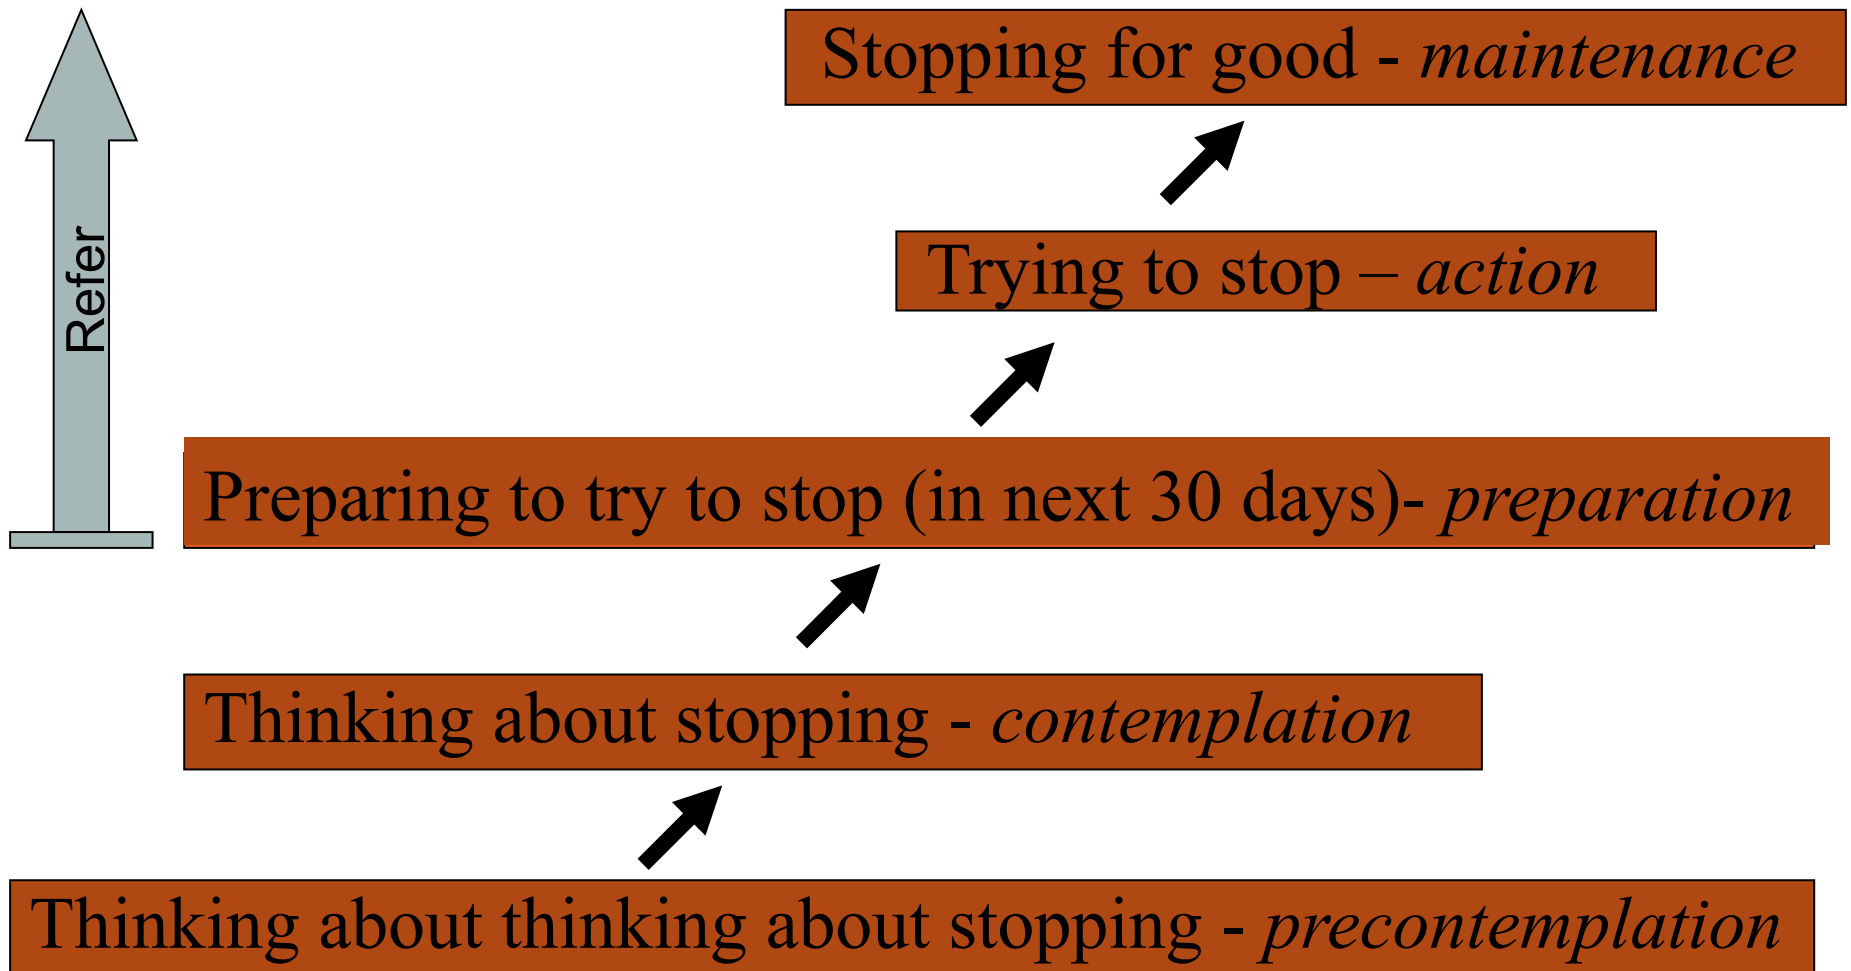 Stopping for good - maintenance
Trying to stop – action
Refer
Preparing to try to stop (in next 30 days)- preparation
Thinking about stopping - contemplation
Thinking about thinking about stopping - precontemplation